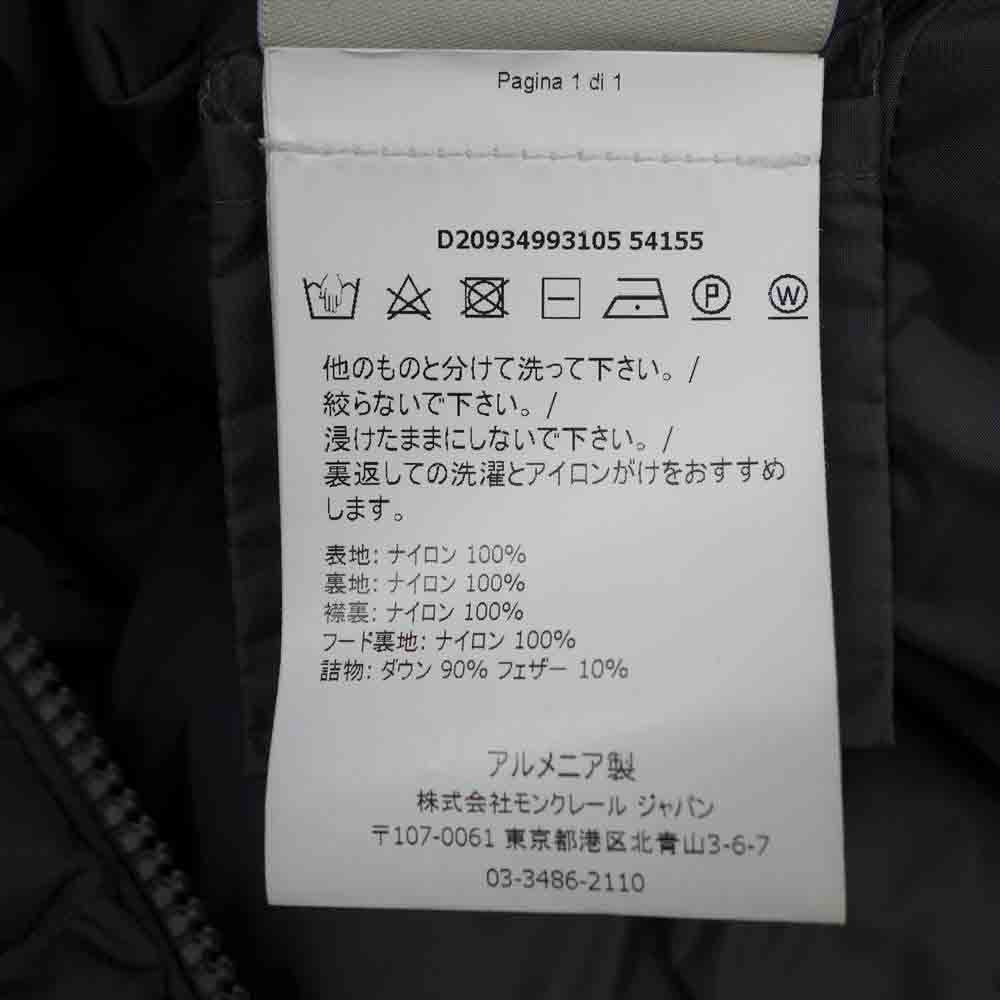 Pagina 1 di 1
D20934993105 54155
P W
他のものと分けて洗って下さい。/
絞らないで下さい。/
浸けたままにしないで下さい。/
裏返しての洗濯とアイロンがけをおすすめ
します。
表地: ナイロン 100%
裏地: ナイロン 100%
襟裏: ナイロン 100%
フード裏地: ナイロン 100%
詰物: ダウン 90% フェザー 10%
アルメニア製
株式会社モンクレール ジャパン
〒107-0061 東京都港区北青山3-6-7
03-3486-2110